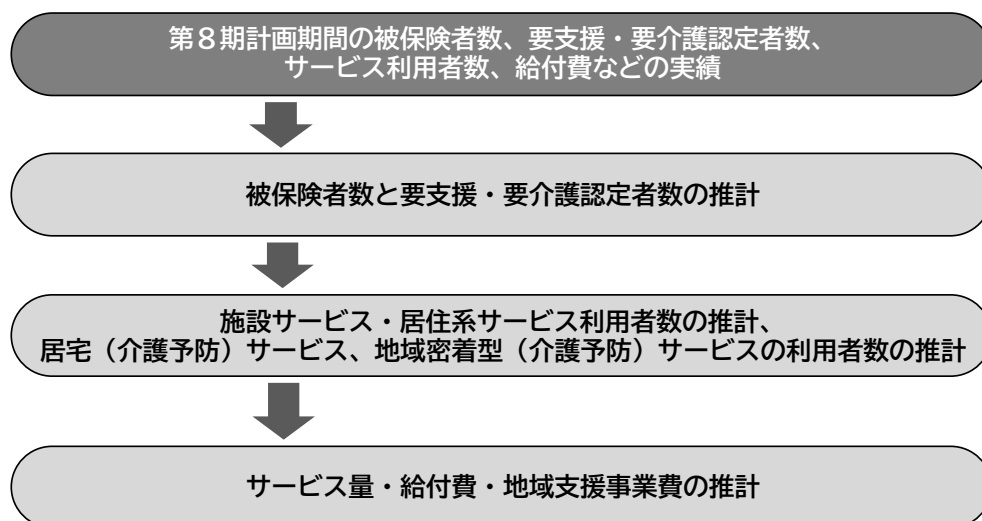 第８期計画期間の被保険者数、要支援・要介護認定者数、
サービス利用者数、給付費などの実績
被保険者数と要支援・要介護認定者数の推計
施設サービス・居住系サービス利用者数の推計、
居宅（介護予防）サービス、地域密着型（介護予防）サービスの利用者数の推計
サービス量・給付費・地域支援事業費の推計